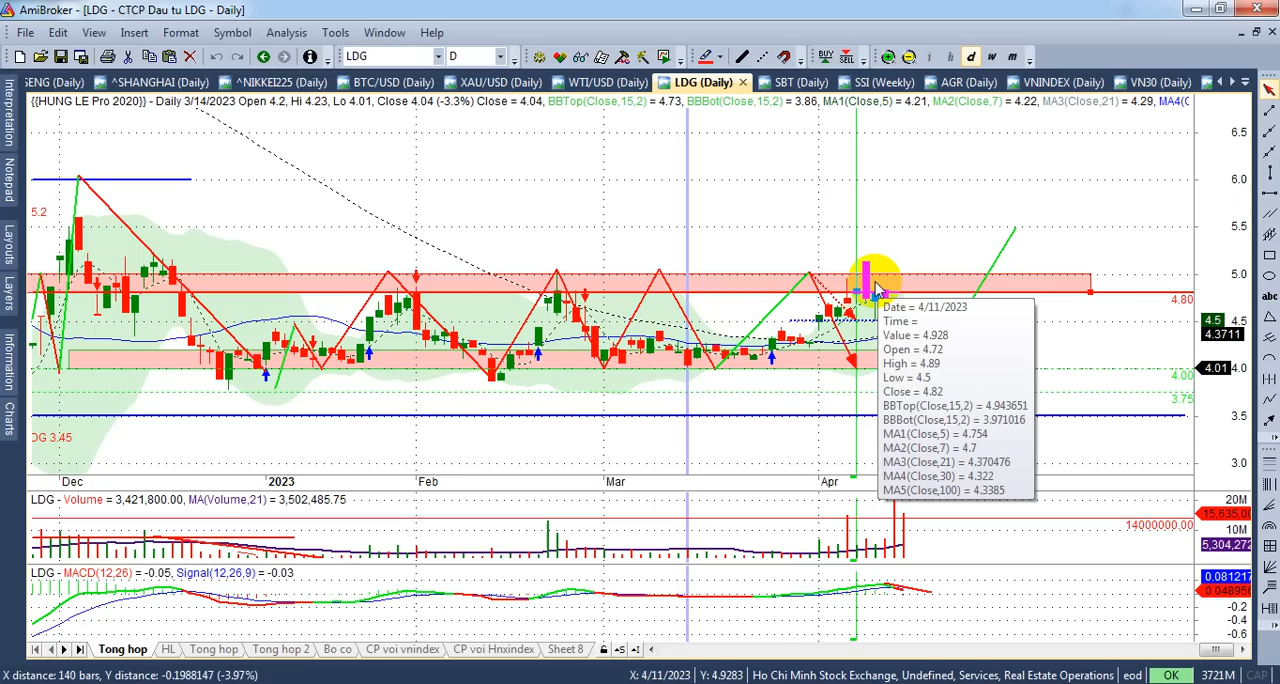 AmiBroker - [LDG - CTCP Dau tu LDG - Daily]
File Edit View Insert Format Symbol Analysis Tools Window Help
LDG D BUY SELL i h d w m
ENG (Daily) ^SHANGHAI (Daily) ^NIKKEI225 (Daily) BTC/USD (Daily) XAU/USD (Daily) WTI/USD (Daily) LDG (Daily) SBT (Daily) SSI (Weekly) AGR (Daily) VNINDEX (Daily) VN30 (Daily)
{{HUNG LE Pro 2020}} - Daily 3/14/2023 Open 4.2, Hi 4.23, Lo 4.01, Close 4.04 (-3.3%) Close = 4.04, BBTop(Close,15,2) = 4.73, BBBot(Close,15,2) = 3.86, MA1(Close,5) = 4.21, MA2(Close,7) = 4.22, MA3(Close,21) = 4.29, MA4(C
Interpretation
Notepad
Layouts
Layers
Information
Charts
6.5
6.0
5.5
5.0
4.80
4.5
4.3711
4.01
4.0
4.00
3.75
3.5
3.0
5.2
DG 3.45
Date = 4/11/2023
Time =
Value = 4.928
Open = 4.72
High = 4.89
Low = 4.5
Close = 4.82
BBTop(Close,15,2) = 4.943651
BBBot(Close,15,2) = 3.971016
MA1(Close,5) = 4.754
MA2(Close,7) = 4.7
MA3(Close,21) = 4.370476
MA4(Close,30) = 4.322
MA5(Close,100) = 4.3385
Dec 2023 Feb Mar Apr
LDG - Volume = 3,421,800.00, MA(Volume,21) = 3,502,485.75
20M
15,635,00
14000000.00
10M
5,304,272
LDG - MACD(12,26) = -0.05, Signal(12,26,9) = -0.03
0.081217
0.048956
-0.2
-0.4
-0.6
Tong hop HL Tong hop Tong hop 2 Bo co CP voi vnindex CP voi Hnxindex Sheet 8
X distance: 140 bars, Y distance: -0.1988147 (-3.97%) X: 4/11/2023 Y: 4.9283 Ho Chi Minh Stock Exchange, Undefined, Services, Real Estate Operations eod OK 3721M CAP
abc